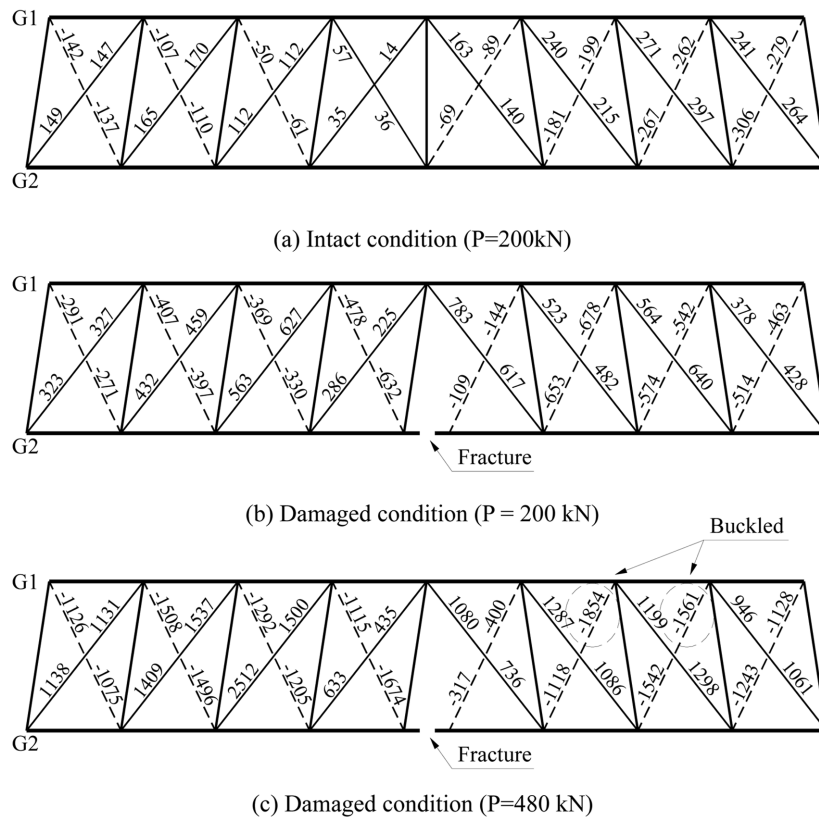 G1
-142 147 -107 170 -50 112 57 14 163 -89 240 -199 271 -262 241 -279
149 -137 165 -110 112 -61 35 36 -69 140 -181 215 -267 297 -306 264
G2
(a) Intact condition (P=200kN)
G1
-291 327 -407 459 -369 627 -478 225 783 -144 523 -678 564 -542 378 -463
323 -271 432 -397 563 -330 286 -632 -109 617 -653 482 -574 640 -514 428
G2
Fracture
(b) Damaged condition (P = 200 kN)
Buckled
G1
-1126 1131 -1508 1537 -1292 1500 -1115 435 1080 -400 1287 -1854 1199 -1561 946 -1128
1138 -1075 1409 -1496 2512 -1205 633 -1674 -317 736 -1118 1086 -1542 1298 -1243 1061
G2
Fracture
(c) Damaged condition (P=480 kN)